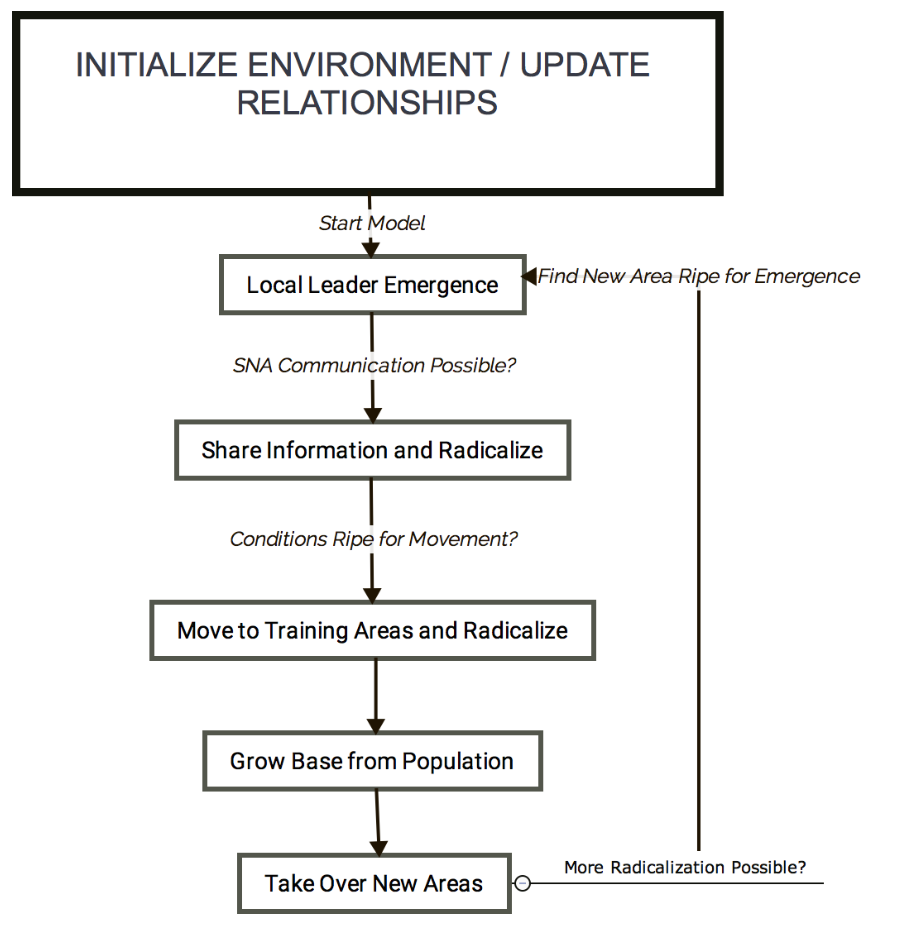 INITIALIZE ENVIRONMENT / UPDATE
RELATIONSHIPS
Start Model
Local Leader Emergence
Find New Area Ripe for Emergence
SNA Communication Possible?
Share Information and Radicalize
Conditions Ripe for Movement?
Move to Training Areas and Radicalize
Grow Base from Population
More Radicalization Possible?
Take Over New Areas